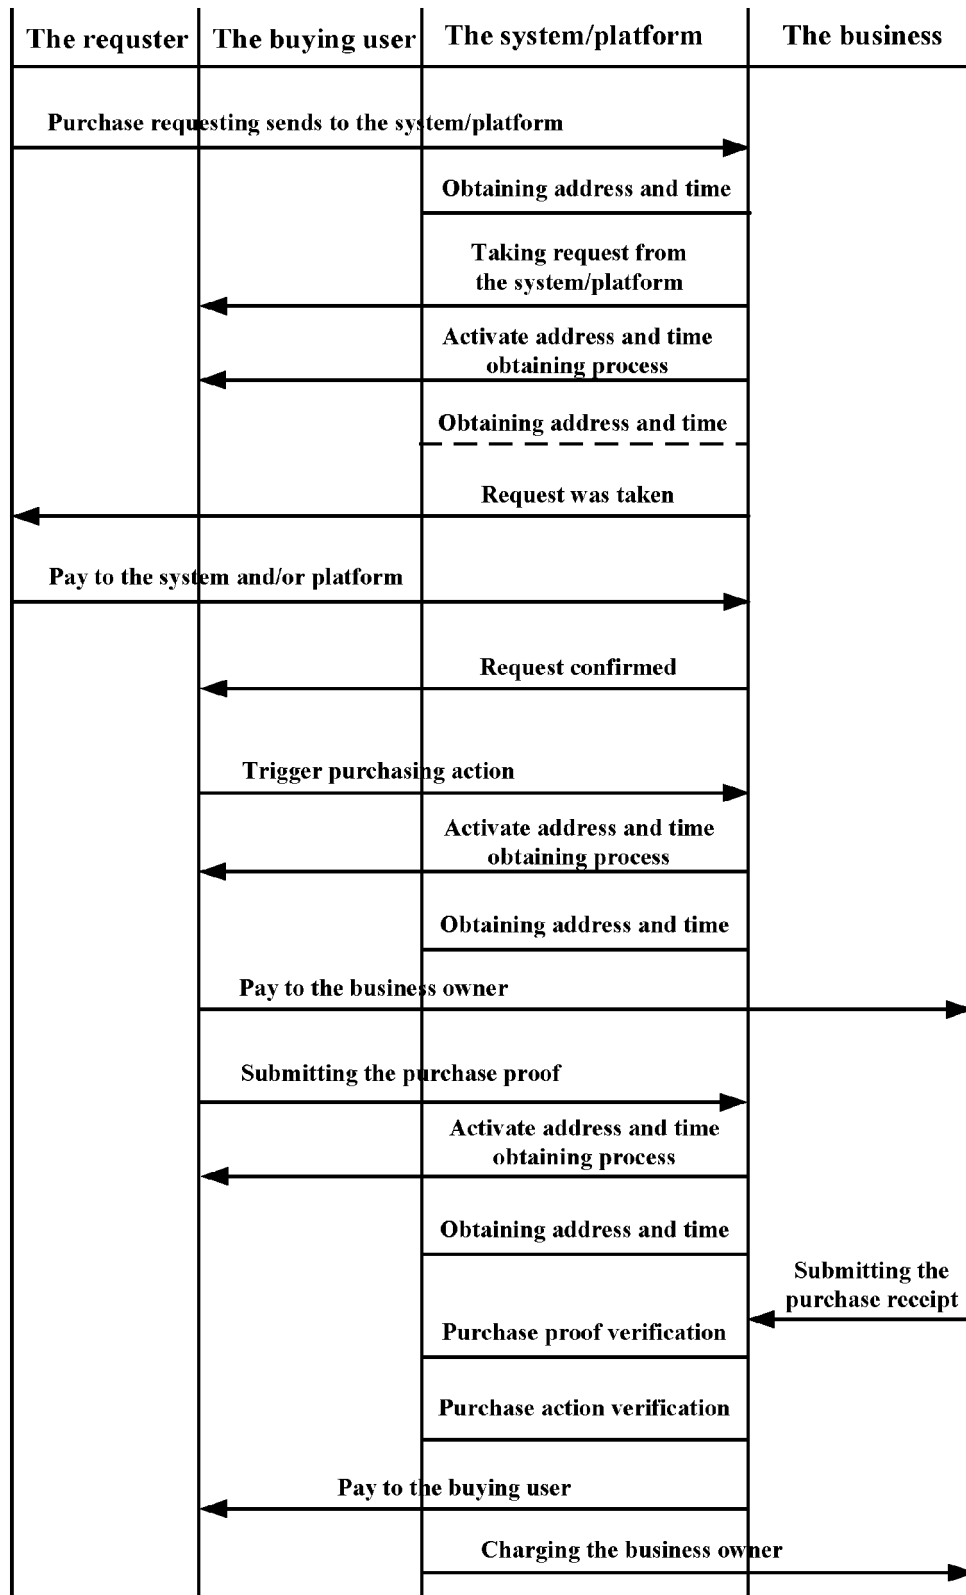 The requster
The buying user
The system/platform
The business
Purchase requesting sends to the system/platform
Obtaining address and time
Taking request from
the system/platform
Activate address and time
obtaining process
Obtaining address and time
Request was taken
Pay to the system and/or platform
Request confirmed
Trigger purchasing action
Activate address and time
obtaining process
Obtaining address and time
Pay to the business owner
Submitting the purchase proof
Activate address and time
obtaining process
Obtaining address and time
Submitting the
purchase receipt
Purchase proof verification
Purchase action verification
Pay to the buying user
Charging the business owner